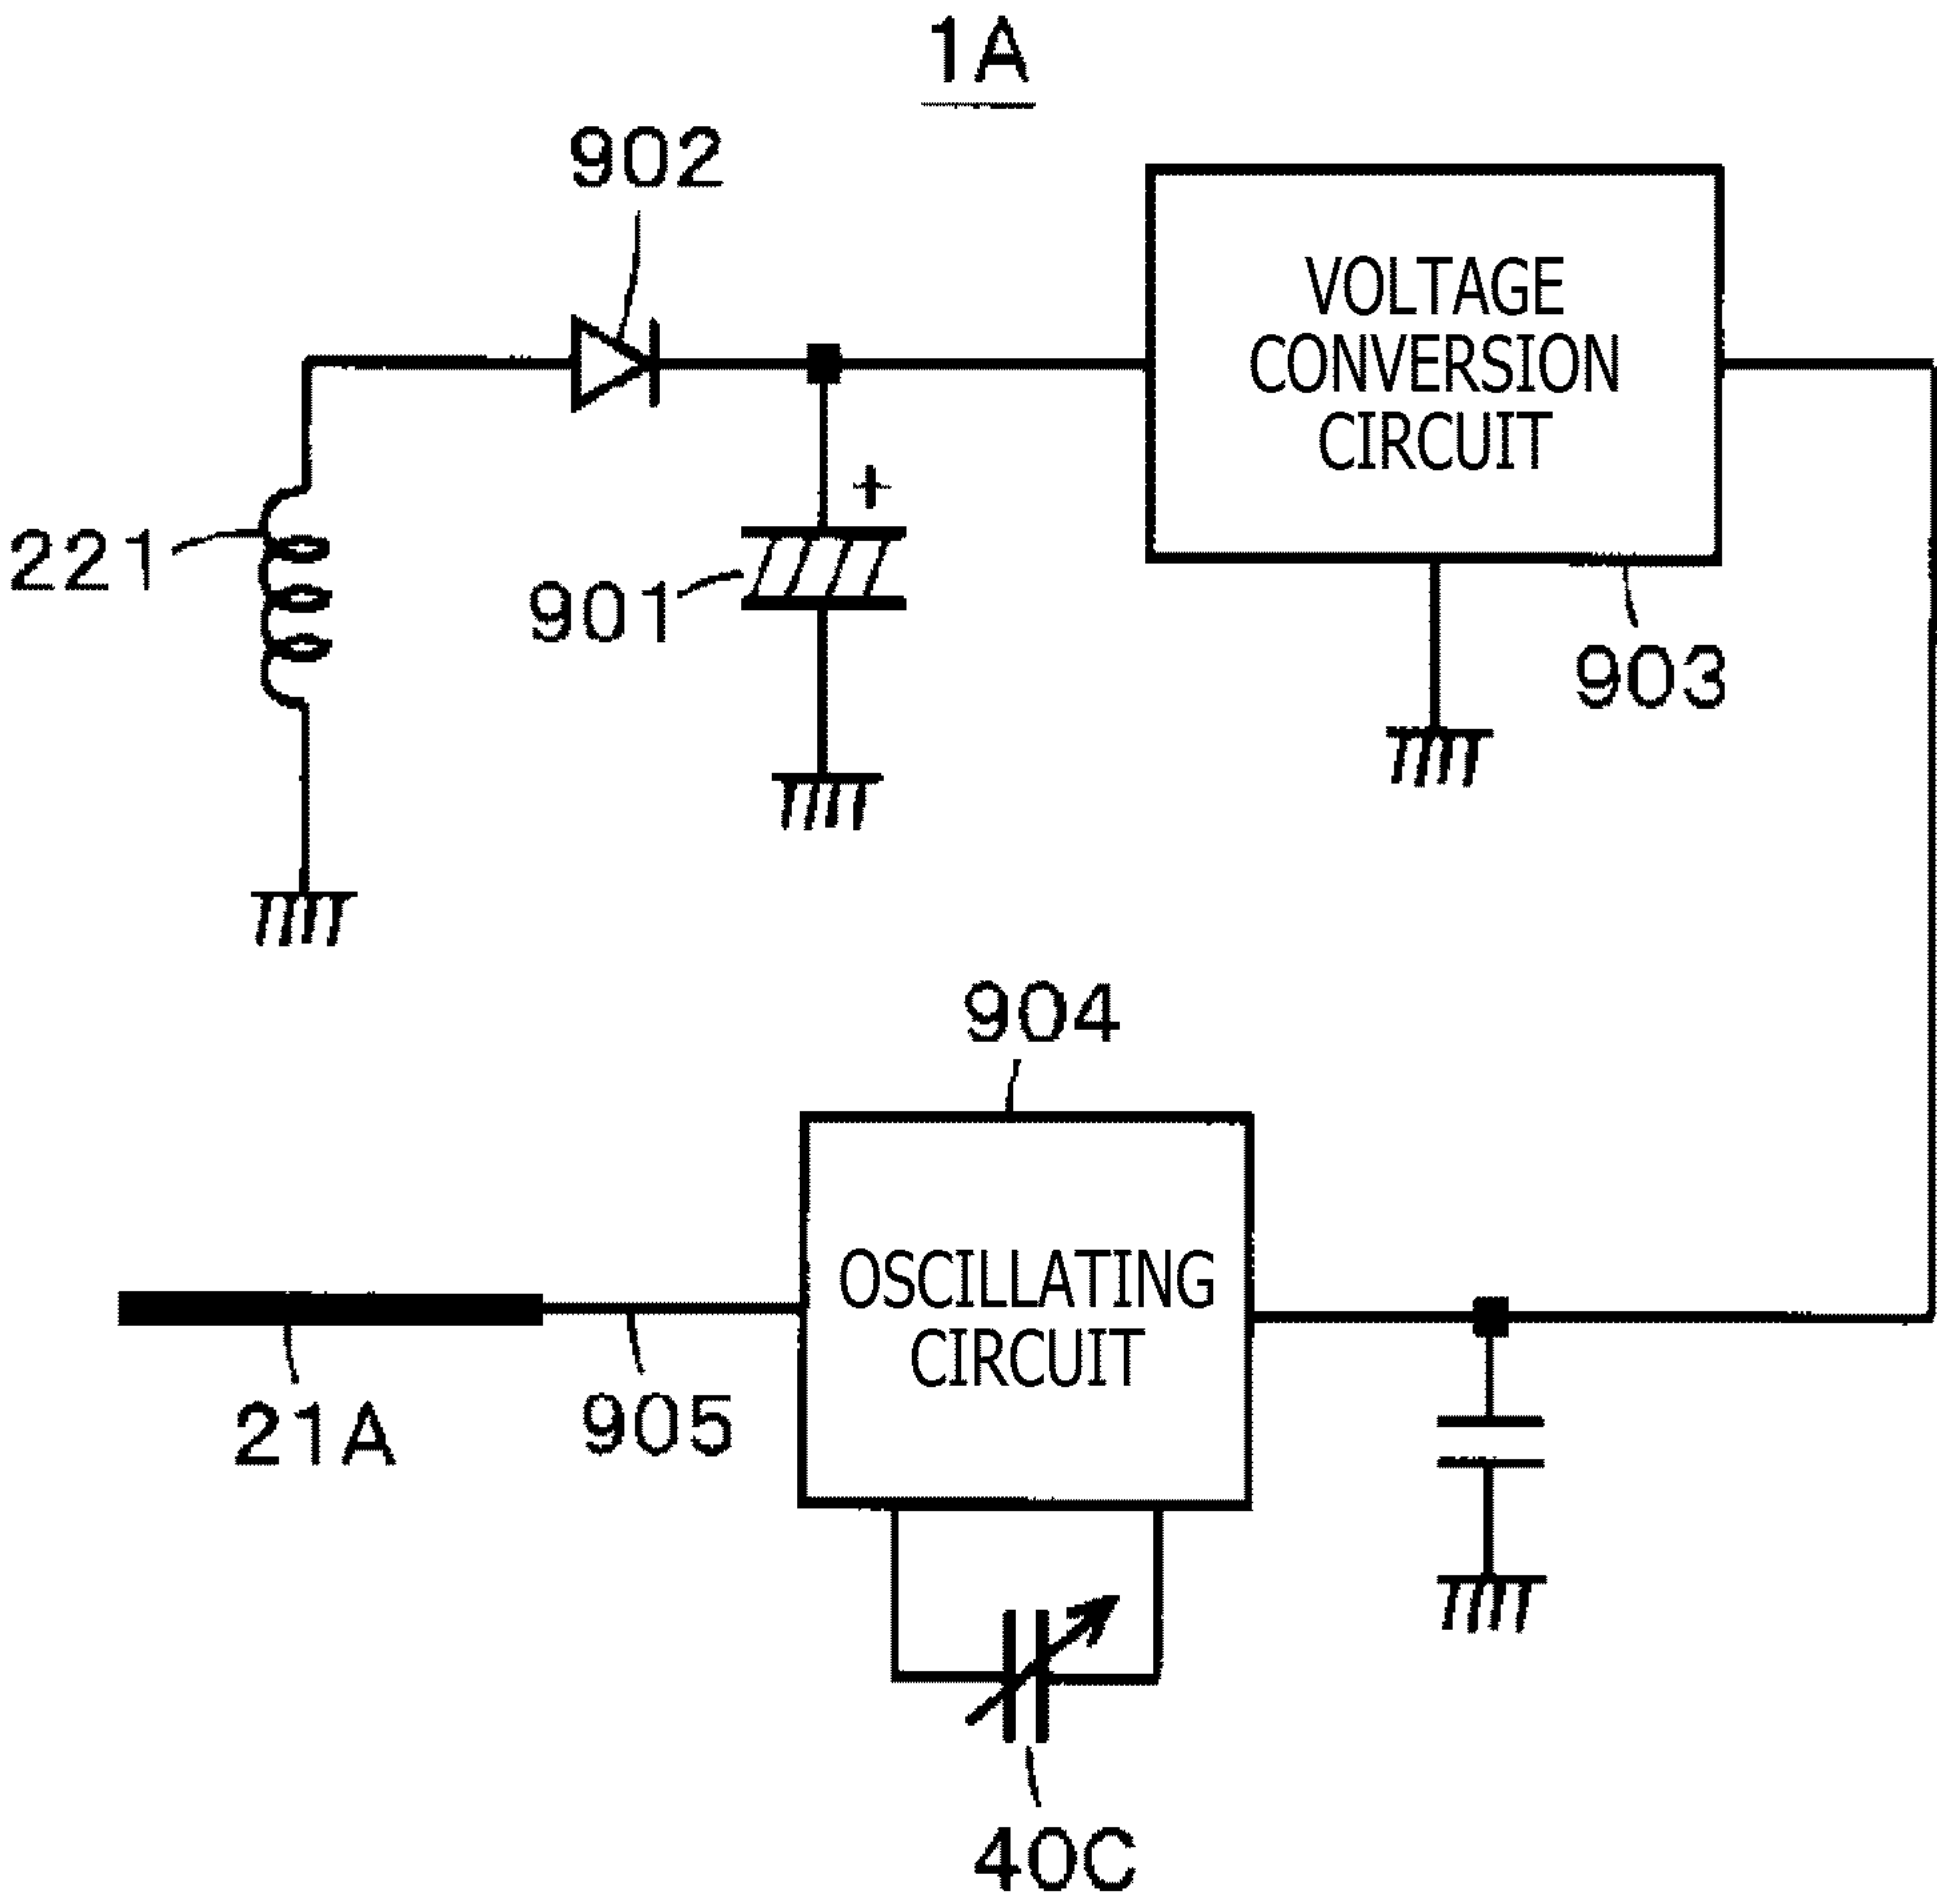 1A
902
VOLTAGE
CONVERSION
CIRCUIT
+
221
901
903
904
OSCILLATING
CIRCUIT
21A
905
40C